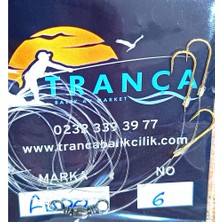 TRANCA
BALIK AV MARKET
0232 339 39 77
www.trancabalikcilik.com
MARKA
NO
6